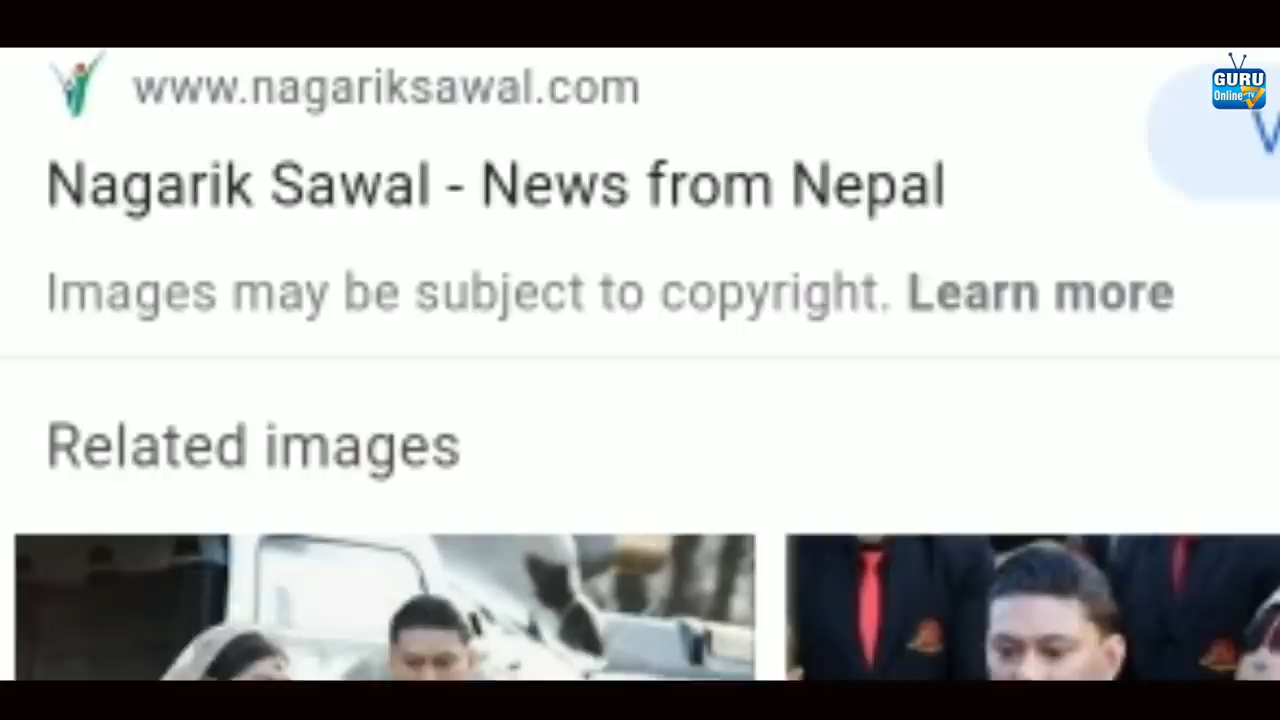 www.nagariksawal.com
GURU
Online TV
Nagarik Sawal - News from Nepal
Images may be subject to copyright. Learn more
Related images